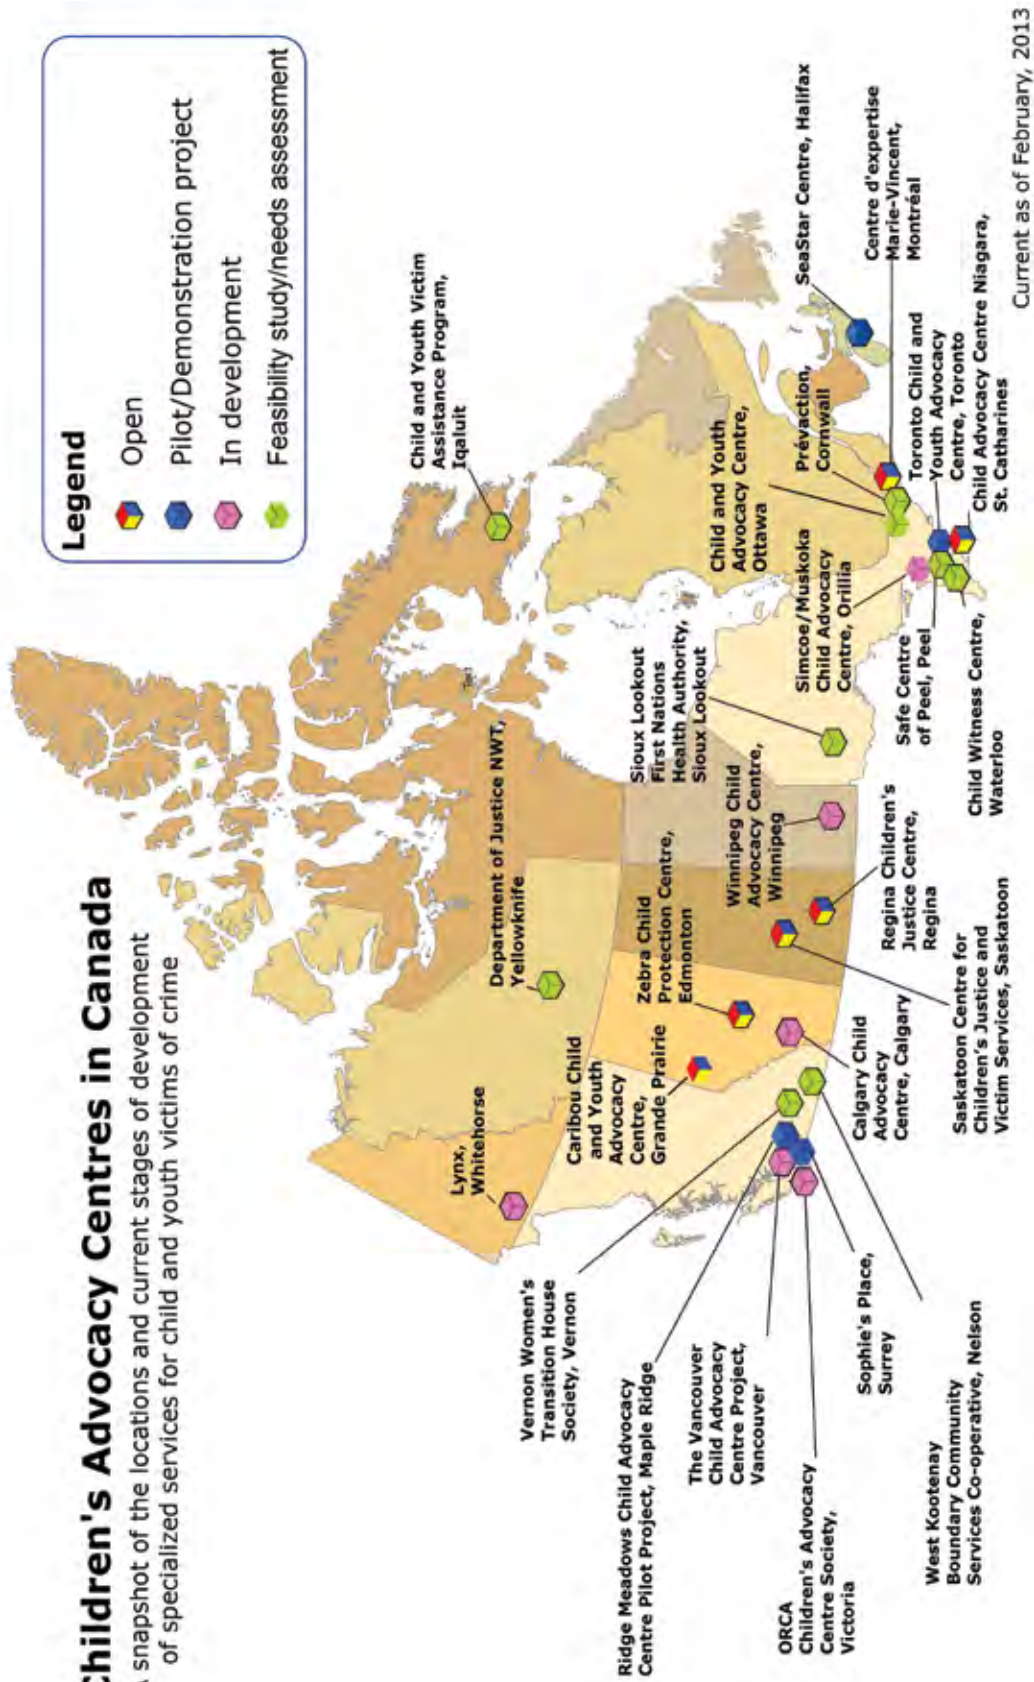 Children's Advocacy Centres in Canada
A snapshot of the locations and current stages of development
of specialized services for child and youth victims of crime
Legend
Open
Pilot/Demonstration project
In development
Feasibility study/needs assessment
Lynx,
Whitehorse
Department of Justice NWT,
Yellowknife
Child and Youth Victim
Assistance Program,
Iqaluit
Vernon Women's
Transition House
Society, Vernon
Caribou Child
and Youth
Advocacy
Centre,
Grande Prairie
Zebra Child
Protection Centre,
Edmonton
Sioux Lookout
First Nations
Health Authority,
Sioux Lookout
Child and Youth
Advocacy Centre,
Ottawa
Ridge Meadows Child Advocacy
Centre Pilot Project, Maple Ridge
Winnipeg Child
Advocacy Centre,
Winnipeg
Simcoe/Muskoka
Child Advocacy
Centre, Orillia
Prévaction,
Cornwall
SeaStar Centre, Halifax
The Vancouver
Child Advocacy
Centre Project,
Vancouver
Centre d'expertise
Marie-Vincent,
Montréal
ORCA
Children's Advocacy
Centre Society,
Victoria
Sophie's Place,
Surrey
Calgary Child
Advocacy
Centre, Calgary
Regina Children's
Justice Centre,
Regina
Safe Centre
of Peel, Peel
Toronto Child and
Youth Advocacy
Centre, Toronto
West Kootenay
Boundary Community
Services Co-operative, Nelson
Saskatoon Centre for
Children's Justice and
Victim Services, Saskatoon
Child Witness Centre,
Waterloo
Child Advocacy Centre Niagara,
St. Catharines
Current as of February, 2013